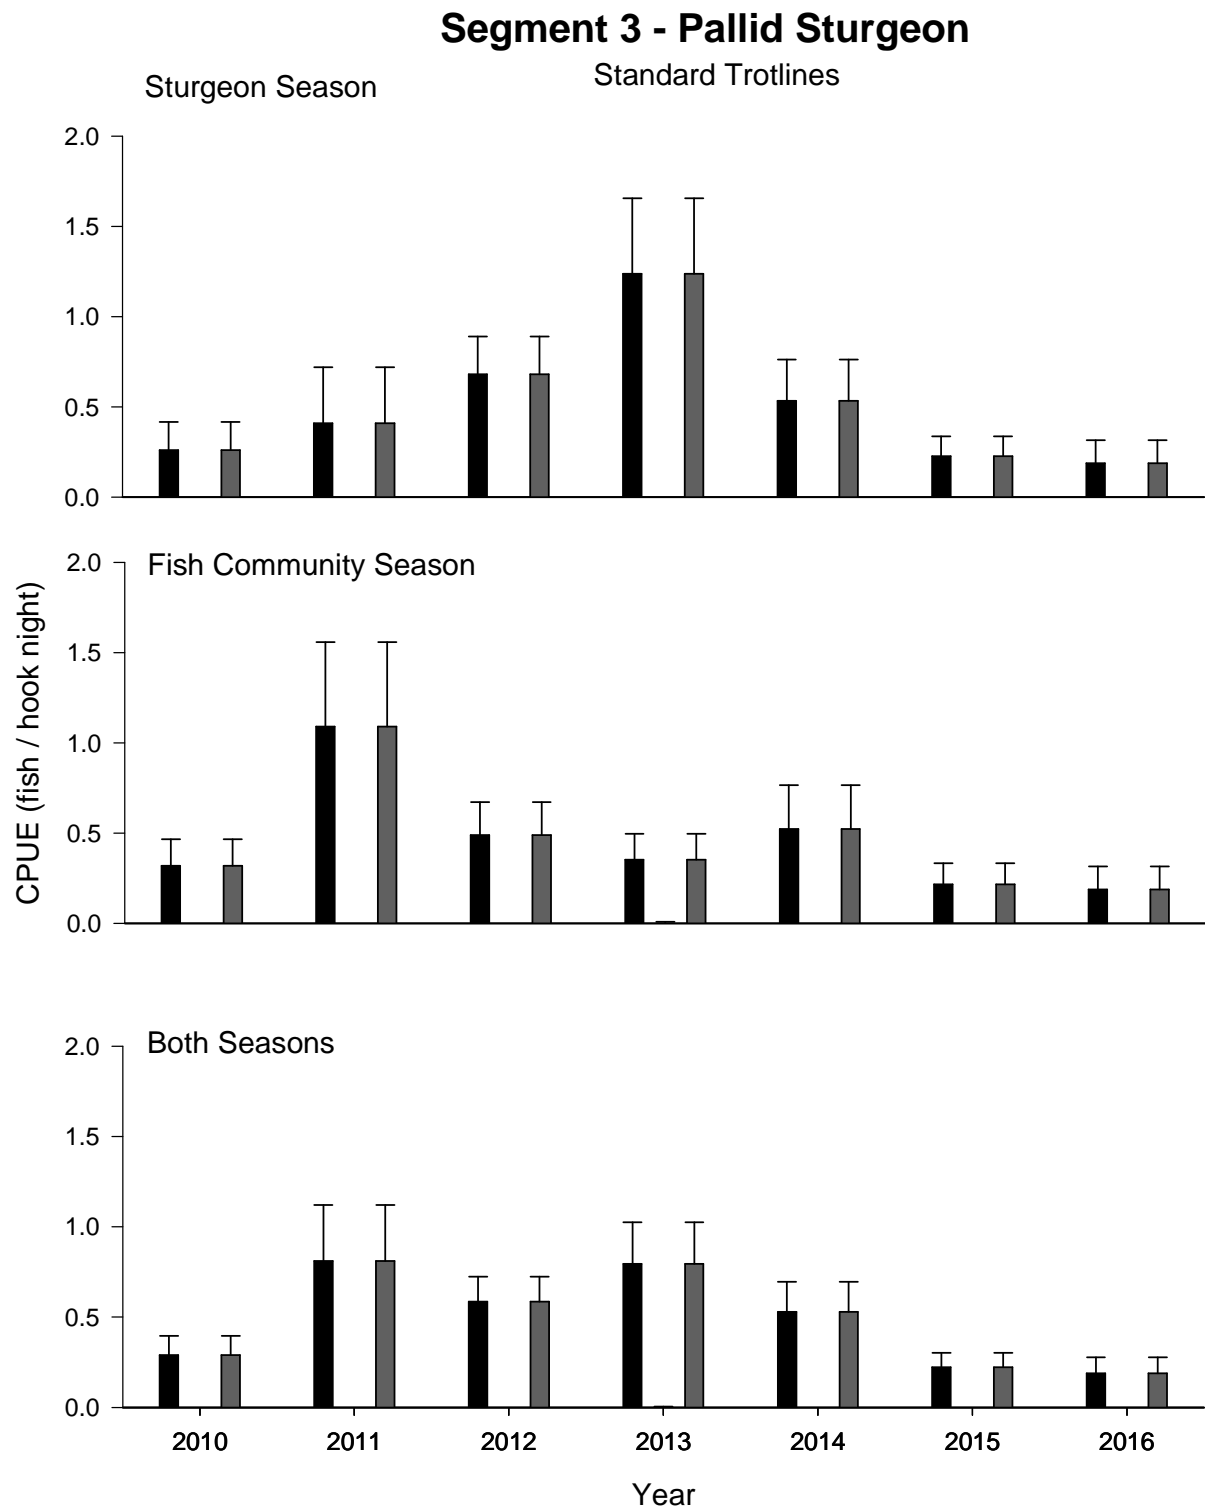 Segment 3 - Pallid Sturgeon
Standard Trotlines
Sturgeon Season
2.0
1.5
1.0
0.5
0.0
Fish Community Season
2.0
1.5
1.0
0.5
0.0
CPUE (fish / hook night)
Both Seasons
2.0
1.5
1.0
0.5
0.0
2010 2011 2012 2013 2014 2015 2016
Year